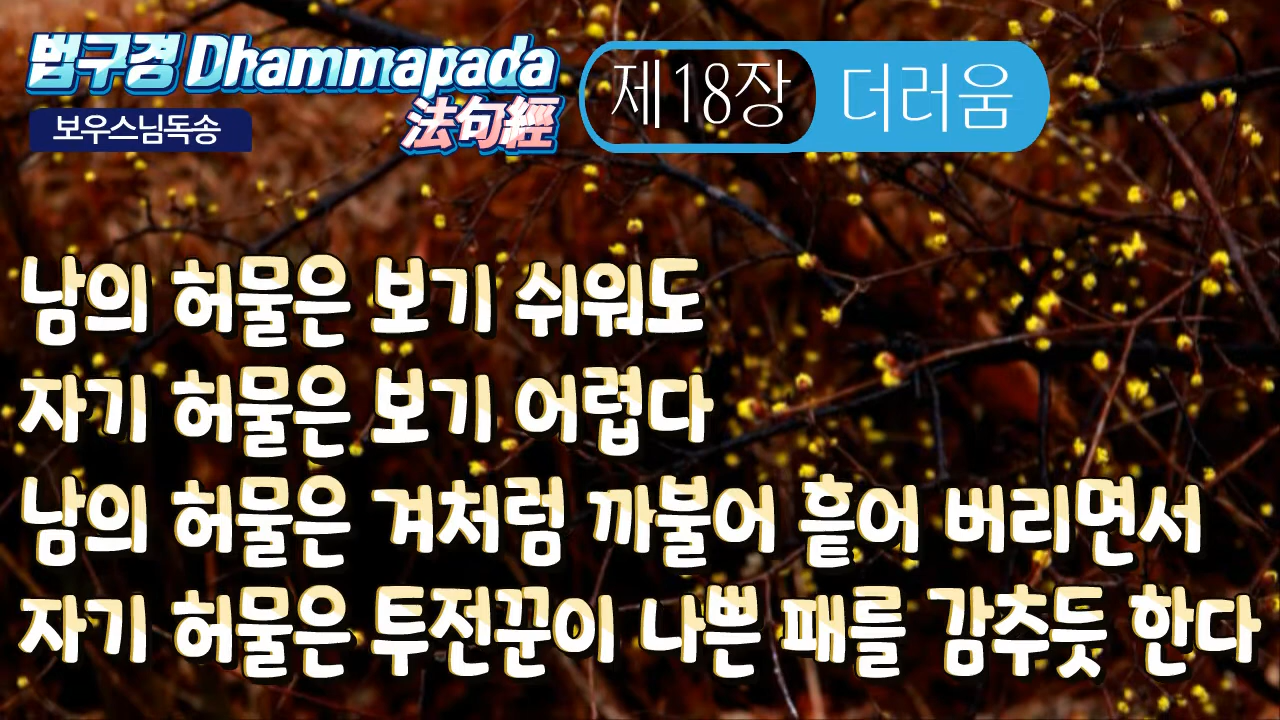 법구경 Dhammapada
法句經
보우스님독송
제18장 더러움
남의 허물은 보기 쉬워도
자기 허물은 보기 어렵다
남의 허물은 겨처럼 까불어 흩어 버리면서
자기 허물은 투전꾼이 나쁜 패를 감추듯 한다